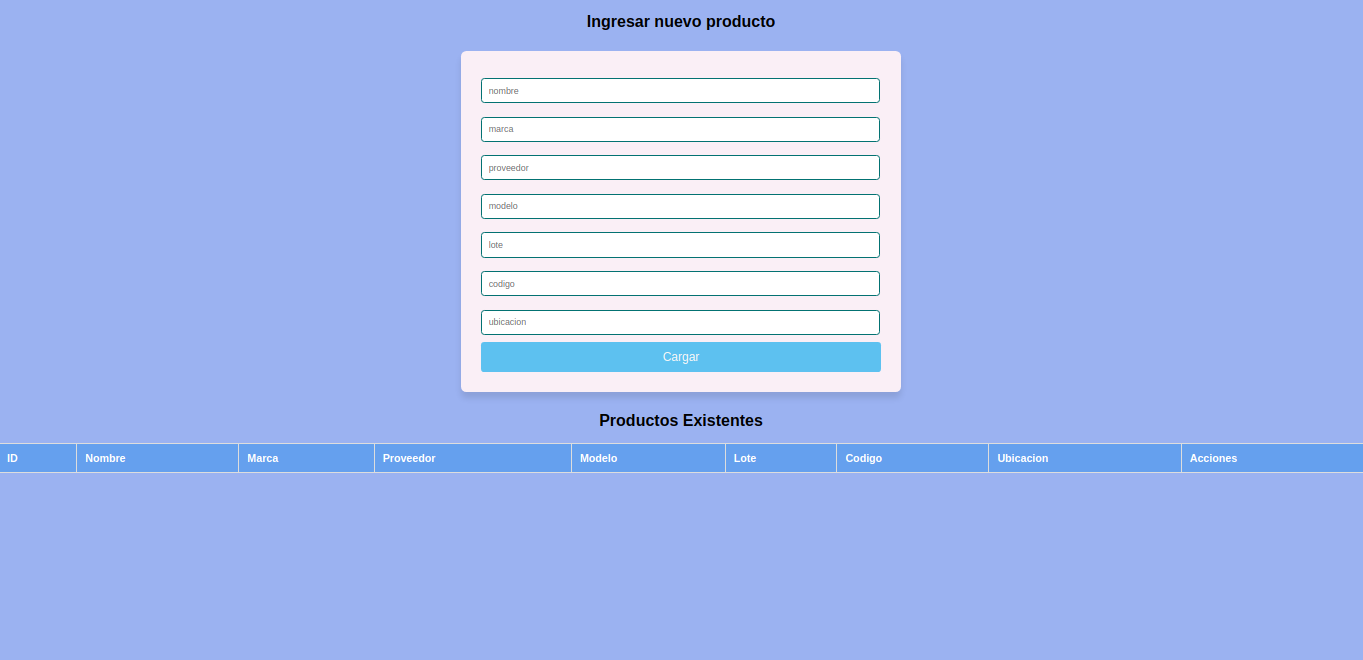 Ingresar nuevo producto
nombre
marca
proveedor
modelo
lote
codigo
ubicacion
Cargar
Productos Existentes
ID Nombre Marca Proveedor Modelo Lote Codigo Ubicacion Acciones